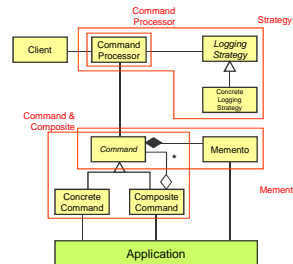 Command
Processor
Strategy
Client
Command
Processor
Logging
Strategy
Concrete
Logging
Strategy
Command &
Composite
Command
Memento
*
Mement
Concrete
Command
Composite
Command
Application